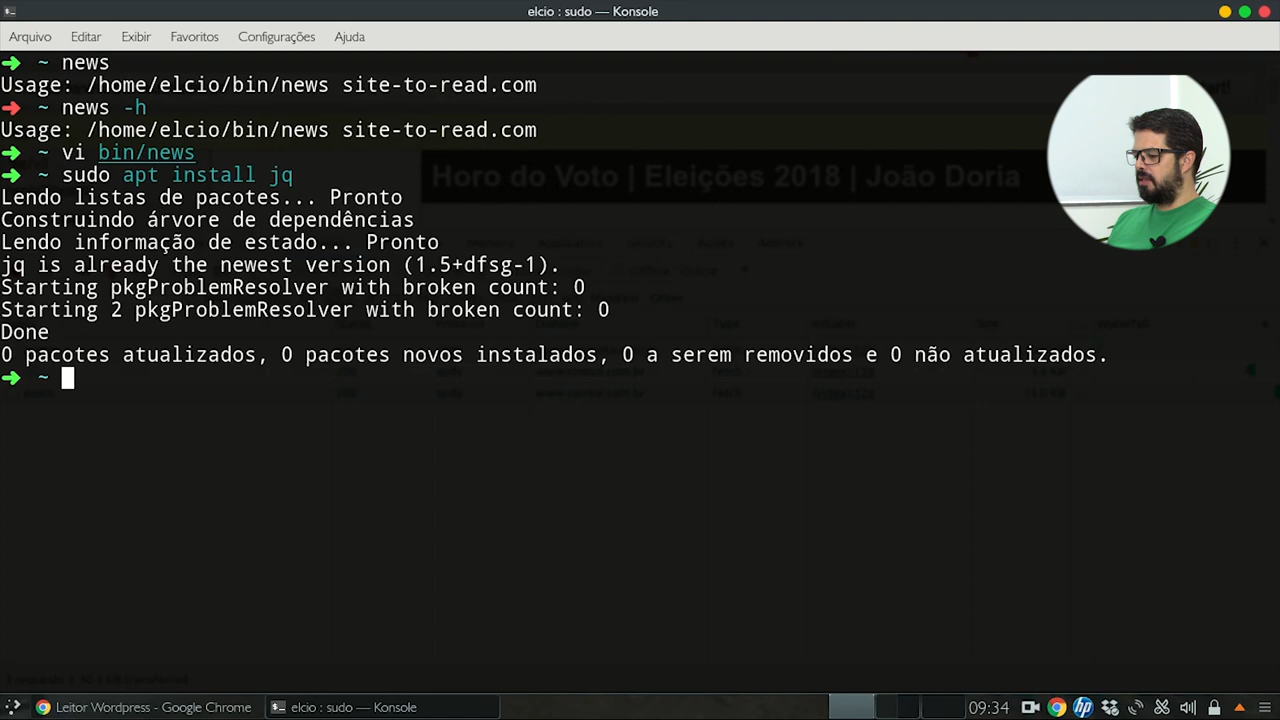 elcio : sudo — Konsole
Arquivo Editar Exibir Favoritos Configurações Ajuda
➜ ~ news
Usage: /home/elcio/bin/news site-to-read.com
➜ ~ news -h
Usage: /home/elcio/bin/news site-to-read.com
➜ ~ vi bin/news
➜ ~ sudo apt install jq
Foro do Voto | Eleições 2018 | João Doria
Lendo listas de pacotes... Pronto
Construindo árvore de dependências
Lendo informação de estado... Pronto
jq is already the newest version (1.5+dfsg-1).
Starting pkgProblemResolver with broken count: 0
Starting 2 pkgProblemResolver with broken count: 0
Done
0 pacotes atualizados, 0 pacotes novos instalados, 0 a serem removidos e 0 não atualizados.
➜ ~
Leitor Wordpress - Google Chrome
elcio : sudo — Konsole
09:34